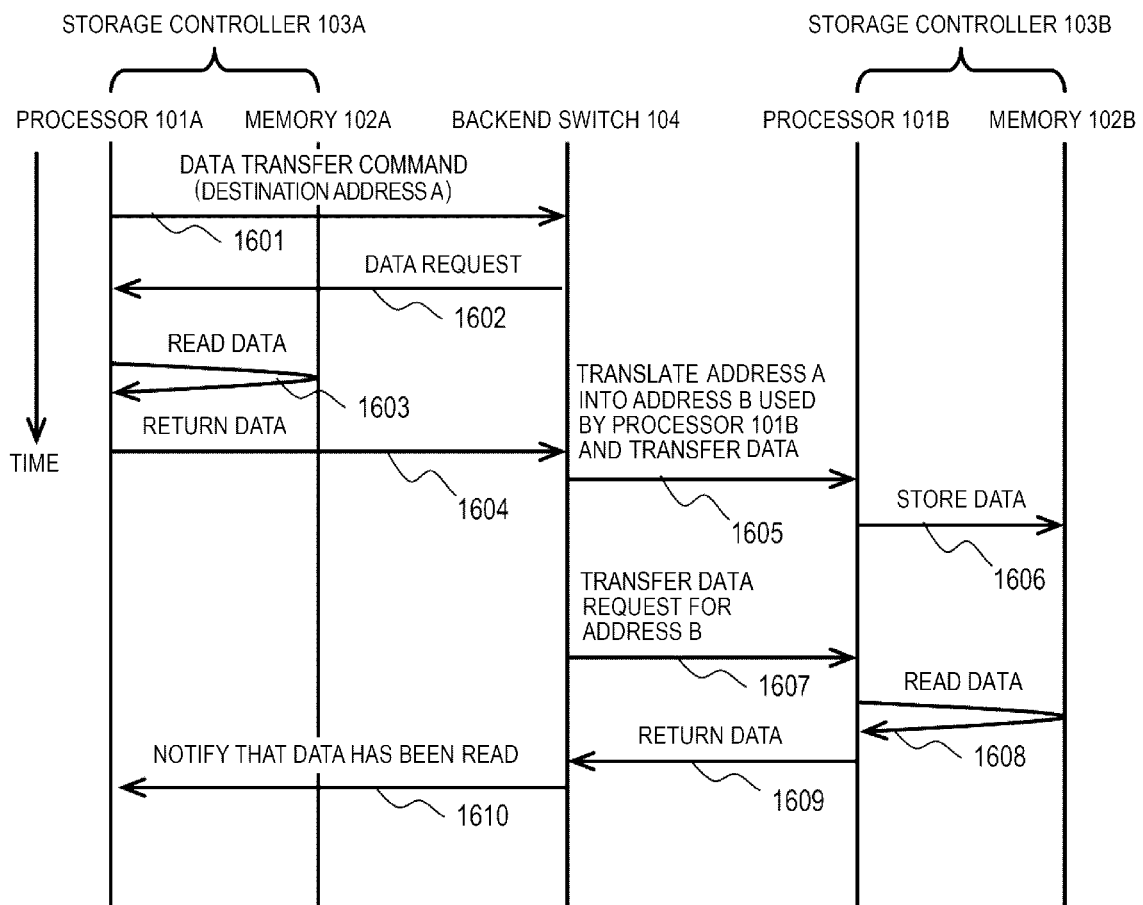 STORAGE CONTROLLER 103A
STORAGE CONTROLLER 103B
PROCESSOR 101A
MEMORY 102A
BACKEND SWITCH 104
PROCESSOR 101B
MEMORY 102B
DATA TRANSFER COMMAND
(DESTINATION ADDRESS A)
1601
DATA REQUEST
1602
READ DATA
1603
TRANSLATE ADDRESS A
INTO ADDRESS B USED
BY PROCESSOR 101B
AND TRANSFER DATA
RETURN DATA
TIME
1604
1605
STORE DATA
1606
TRANSFER DATA
REQUEST FOR
ADDRESS B
1607
READ DATA
1608
RETURN DATA
1609
NOTIFY THAT DATA HAS BEEN READ
1610